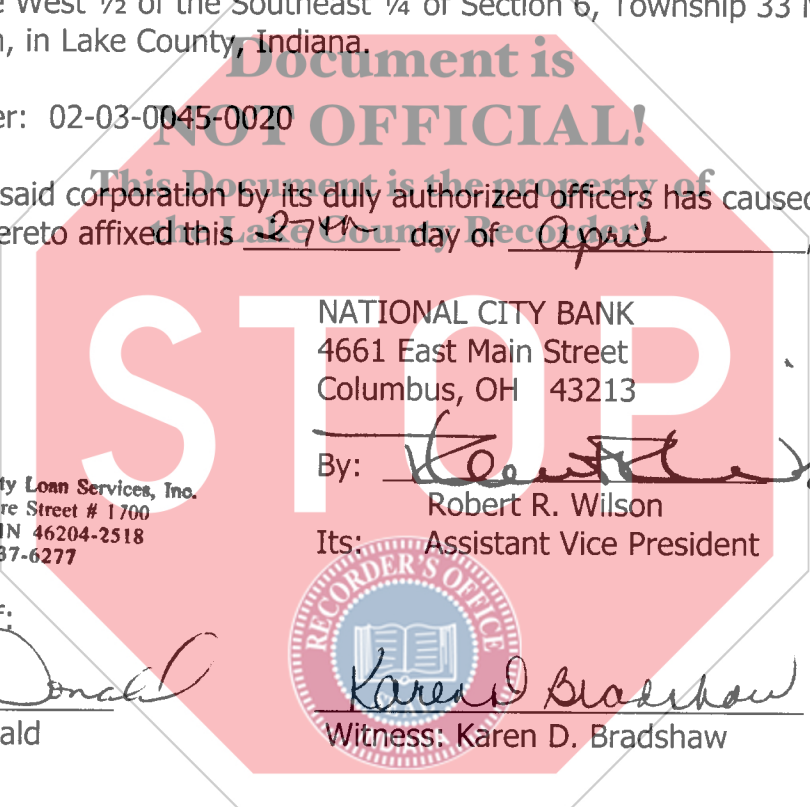 West ½ of the Southeast ¼ of Section 6, Township 33
, in Lake County, Indiana.
Document is
er: 02-03-0045-0020
NOT OFFICIAL!
This Document is the property of
said corporation by its duly authorized officers has caused
the Lake County Recorder!
ereto affixed this 27th day of April
STOP
NATIONAL CITY BANK
4661 East Main Street
Columbus, OH 43213
By:
Robert R. Wilson
Its: Assistant Vice President
ty Loan Services, Inc.
re Street # 1700
IN 46204-2518
37-6277
RECORDER'S OFFICE
INDIANA
Donald
Karen D Bradshaw
ald
Witness: Karen D. Bradshaw